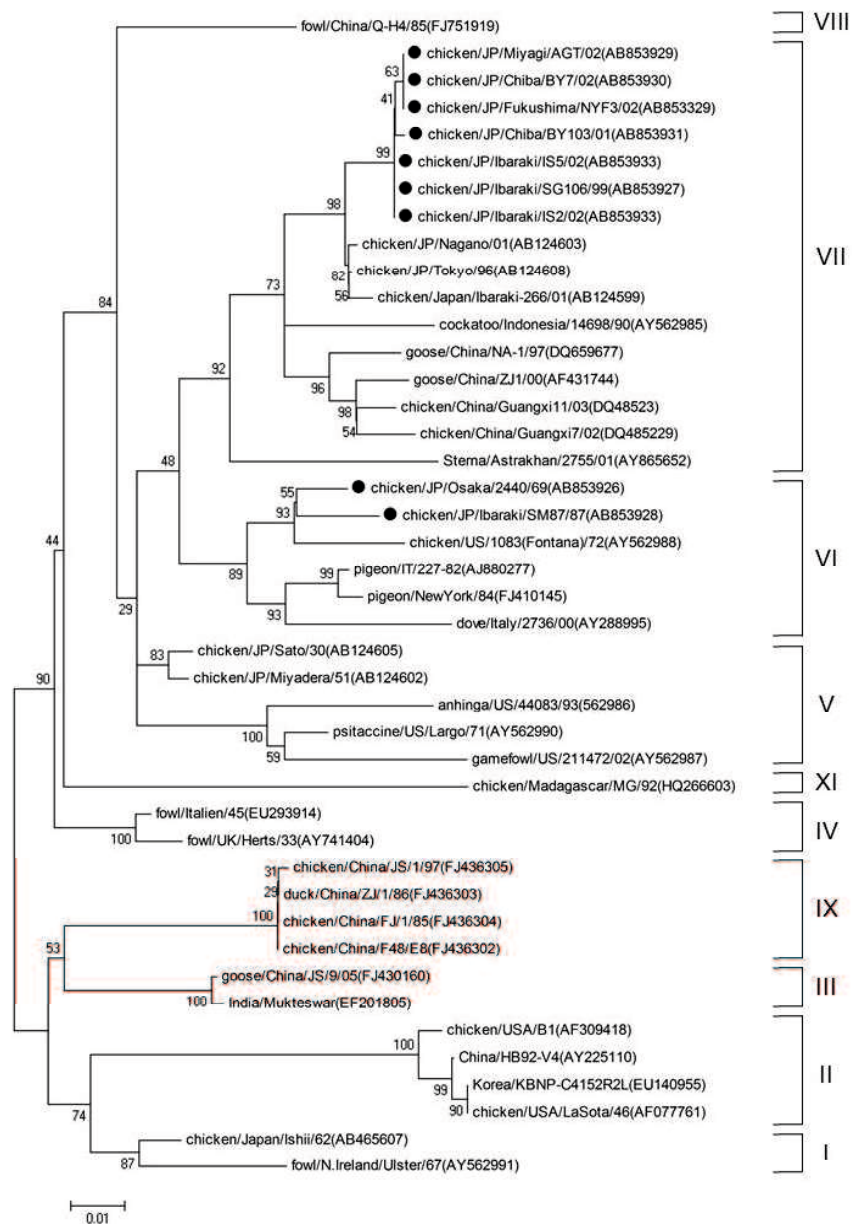 fowl/China/Q-H4/85(FJ751919)
VIII
chicken/JP/Miyagi/AGT/02(AB853929)
63
chicken/JP/Chiba/BY7/02(AB853930)
41
chicken/JP/Fukushima/NYF3/02(AB853329)
chicken/JP/Chiba/BY103/01(AB853931)
99
chicken/JP/Ibaraki/IS5/02(AB853933)
chicken/JP/Ibaraki/SG106/99(AB853927)
98
chicken/JP/Ibaraki/IS2/02(AB853933)
chicken/JP/Nagano/01(AB124603)
VII
82
chicken/JP/Tokyo/96(AB124608)
73
56
chicken/Japan/Ibaraki-266/01(AB124599)
84
cockatoo/Indonesia/14698/90(AY562985)
goose/China/NA-1/97(DQ659677)
92
96
goose/China/ZJ1/00(AF431744)
98
chicken/China/Guangxi11/03(DQ48523)
54
chicken/China/Guangxi7/02(DQ485229)
48
Sterna/Astrakhan/2755/01(AY865652)
55
chicken/JP/Osaka/2440/69(AB853926)
93
chicken/JP/Ibaraki/SM87/87(AB853928)
44
chicken/US/1083(Fontana)/72(AY562988)
VI
89
99
pigeon/IT/227-82(AJ880277)
29
pigeon/NewYork/84(FJ410145)
93
dove/Italy/2736/00(AY288995)
83
chicken/JP/Sato/30(AB124605)
90
chicken/JP/Miyadera/51(AB124602)
anhinga/US/44083/93(562986)
V
100
psitaccine/US/Largo/71(AY562990)
59
gamefowl/US/211472/02(AY562987)
chicken/Madagascar/MG/92(HQ266603)
XI
fowl/Italien/45(EU293914)
IV
100
fowl/UK/Herts/33(AY741404)
31
chicken/China/JS/1/97(FJ436305)
29
duck/China/ZJ/1/86(FJ436303)
IX
100
chicken/China/FJ/1/85(FJ436304)
53
chicken/China/F48/E8(FJ436302)
goose/China/JS/9/05(FJ430160)
III
100
India/Mukteswar(EF201805)
chicken/USA/B1(AF309418)
100
China/HB92-V4(AY225110)
II
99
Korea/KBNP-C4152R2L(EU140955)
90
chicken/USA/LaSota/46(AF077761)
74
chicken/Japan/Ishii/62(AB465607)
I
87
fowl/N.Ireland/Ulster/67(AY562991)
0.01